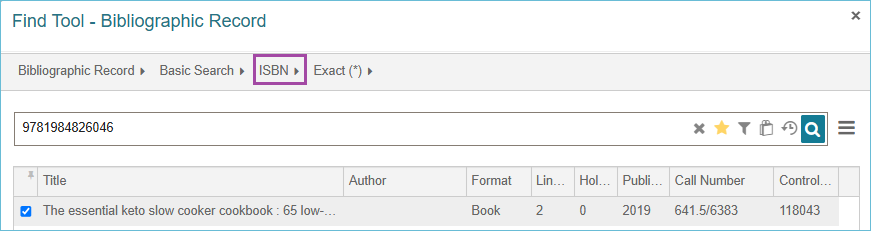 Find Tool - Bibliographic Record
Bibliographic Record Basic Search ISBN Exact (*)
9781984826046
Title Author Format Lin... Hol... Publi... Call Number Control...
The essential keto slow cooker cookbook : 65 low-... Book 2 0 2019 641.5/6383 118043